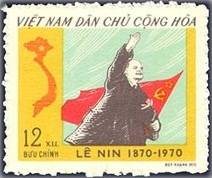 VIỆT NAM DÂN CHỦ CỘNG HÒA
12 XU
BƯU CHÍNH
LÊ NIN 1870-1970